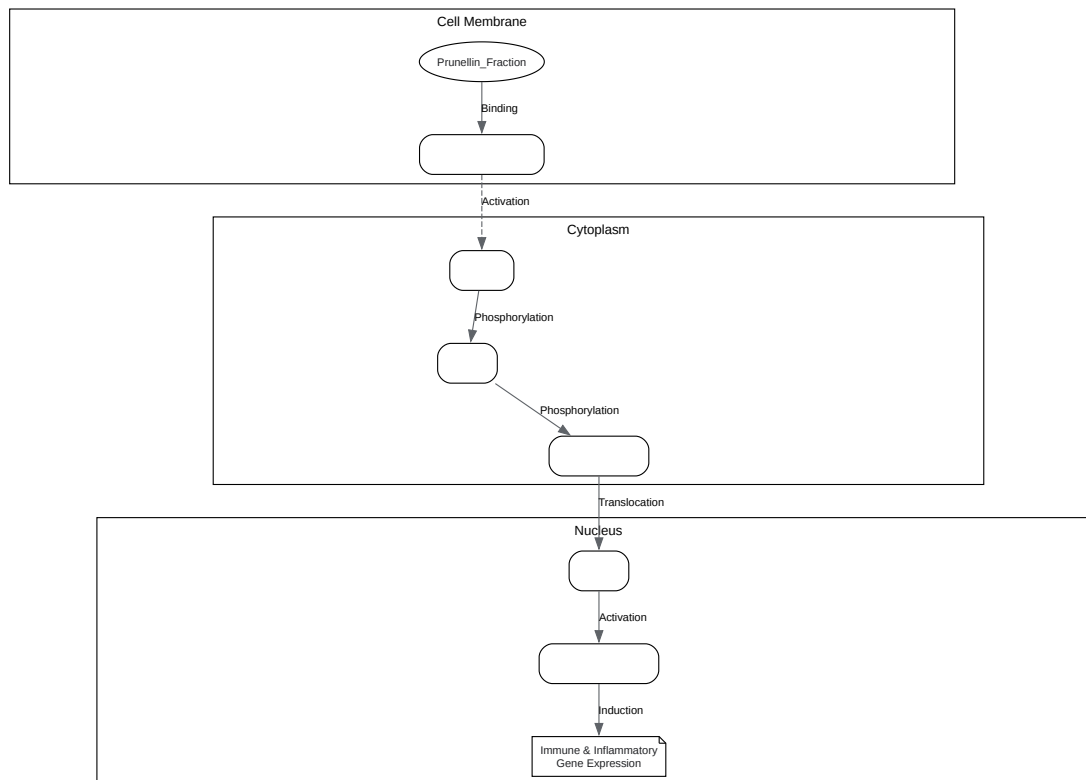 Cell Membrane
Prunellin_Fraction
Binding
Activation
Cytoplasm
Phosphorylation
Phosphorylation
Translocation
Nucleus
Activation
Induction
Immune & Inflammatory
Gene Expression